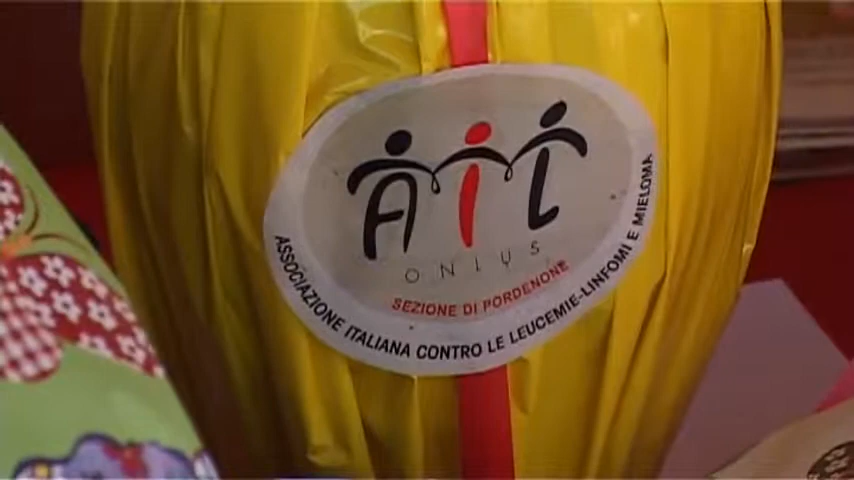 AIL
ONLUS
SEZIONE DI PORDENONE
ASSOCIAZIONE ITALIANA CONTRO LE LEUCEMIE-LINFOMI E MIELOMA